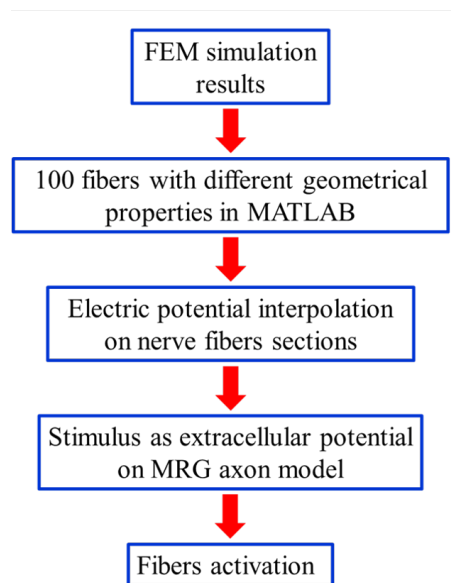 FEM simulation
results
100 fibers with different geometrical
properties in MATLAB
Electric potential interpolation
on nerve fibers sections
Stimulus as extracellular potential
on MRG axon model
Fibers activation